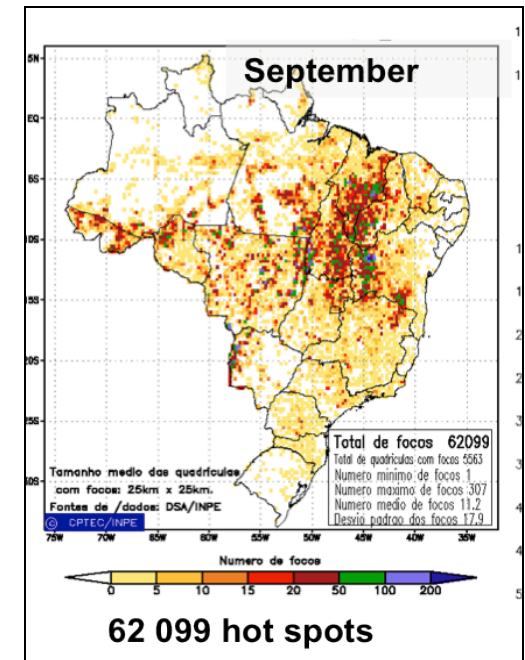 September
5N
EQ
5S
10S
15S
20S
25S
30S
Total de focos 62099
Total de quadriculas com focos 5563
Numero minimo de focos 1
Numero maximo de focos 307
Numero medio de focos 11.2
Desvio padrao dos focos 17.9
Tamanho medio das quadriculas
com focos: 25km x 25km.
Fontes de /dados: DSA/INPE
© CPTEC/INPE
75W 70W 65W 60W 55W 50W 45W 40W 35W
Numero de focos
0 5 10 15 20 50 100 200
62 099 hot spots